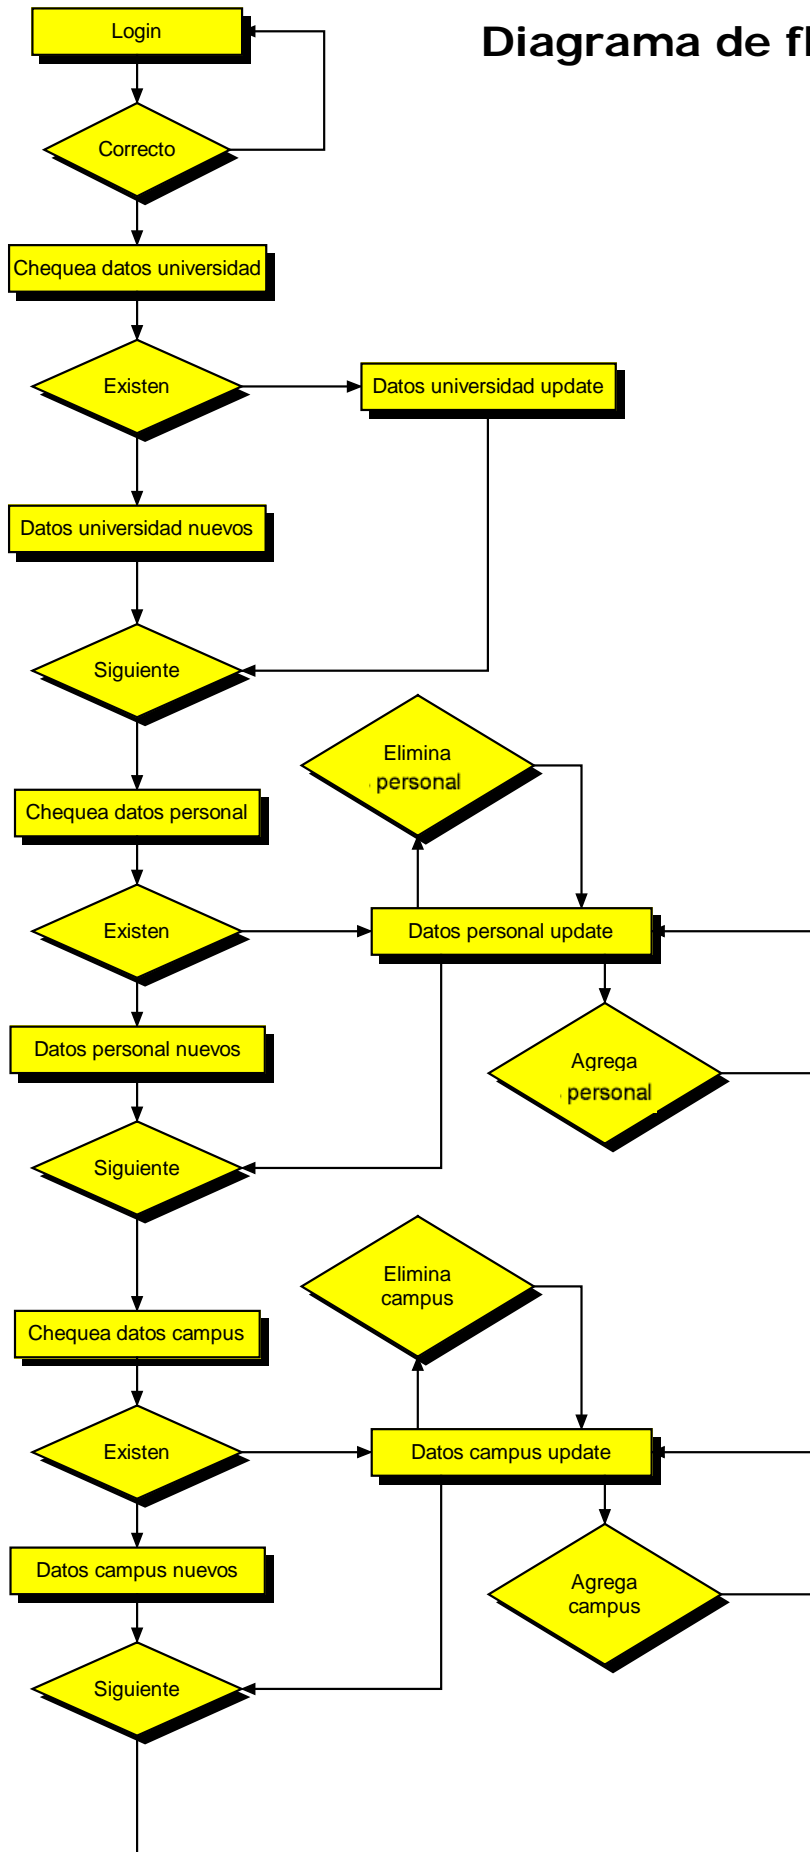 Login
Diagrama de fl
Correcto
Chequea datos universidad
Existen
Datos universidad update
Datos universidad nuevos
Siguiente
Elimina
personal
Chequea datos personal
Existen
Datos personal update
Datos personal nuevos
Agrega
personal
Siguiente
Elimina
campus
Chequea datos campus
Existen
Datos campus update
Datos campus nuevos
Agrega
campus
Siguiente